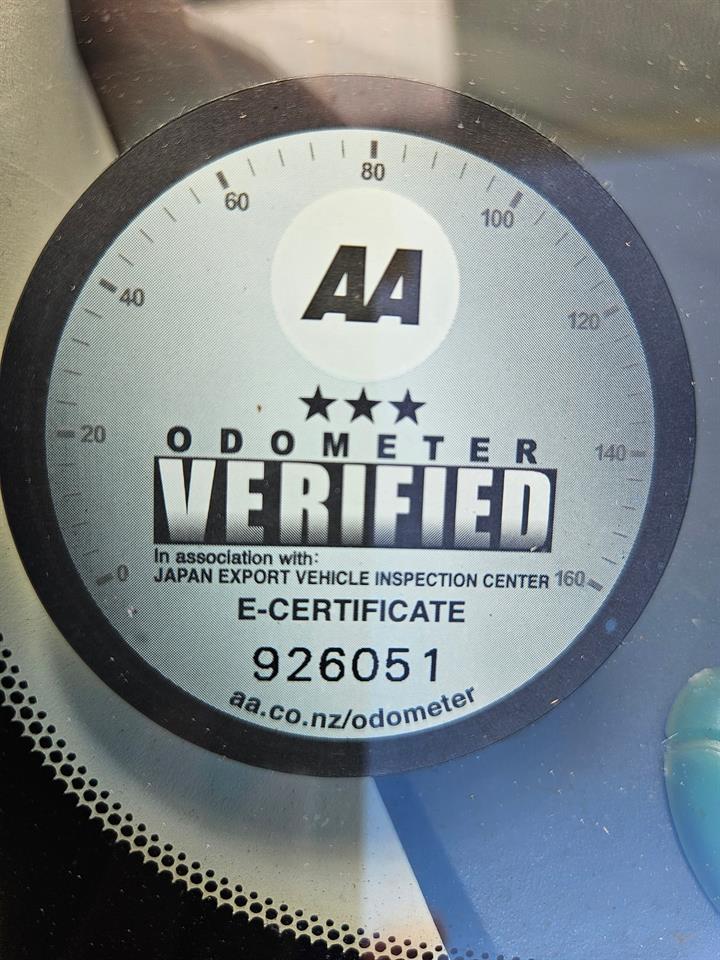 80
60
100
40
120
AA
★★★
20
ODOMETER
140
VERIFIED
In association with:
0
JAPAN EXPORT VEHICLE INSPECTION CENTER
160
E-CERTIFICATE
926051
aa.co.nz/odometer